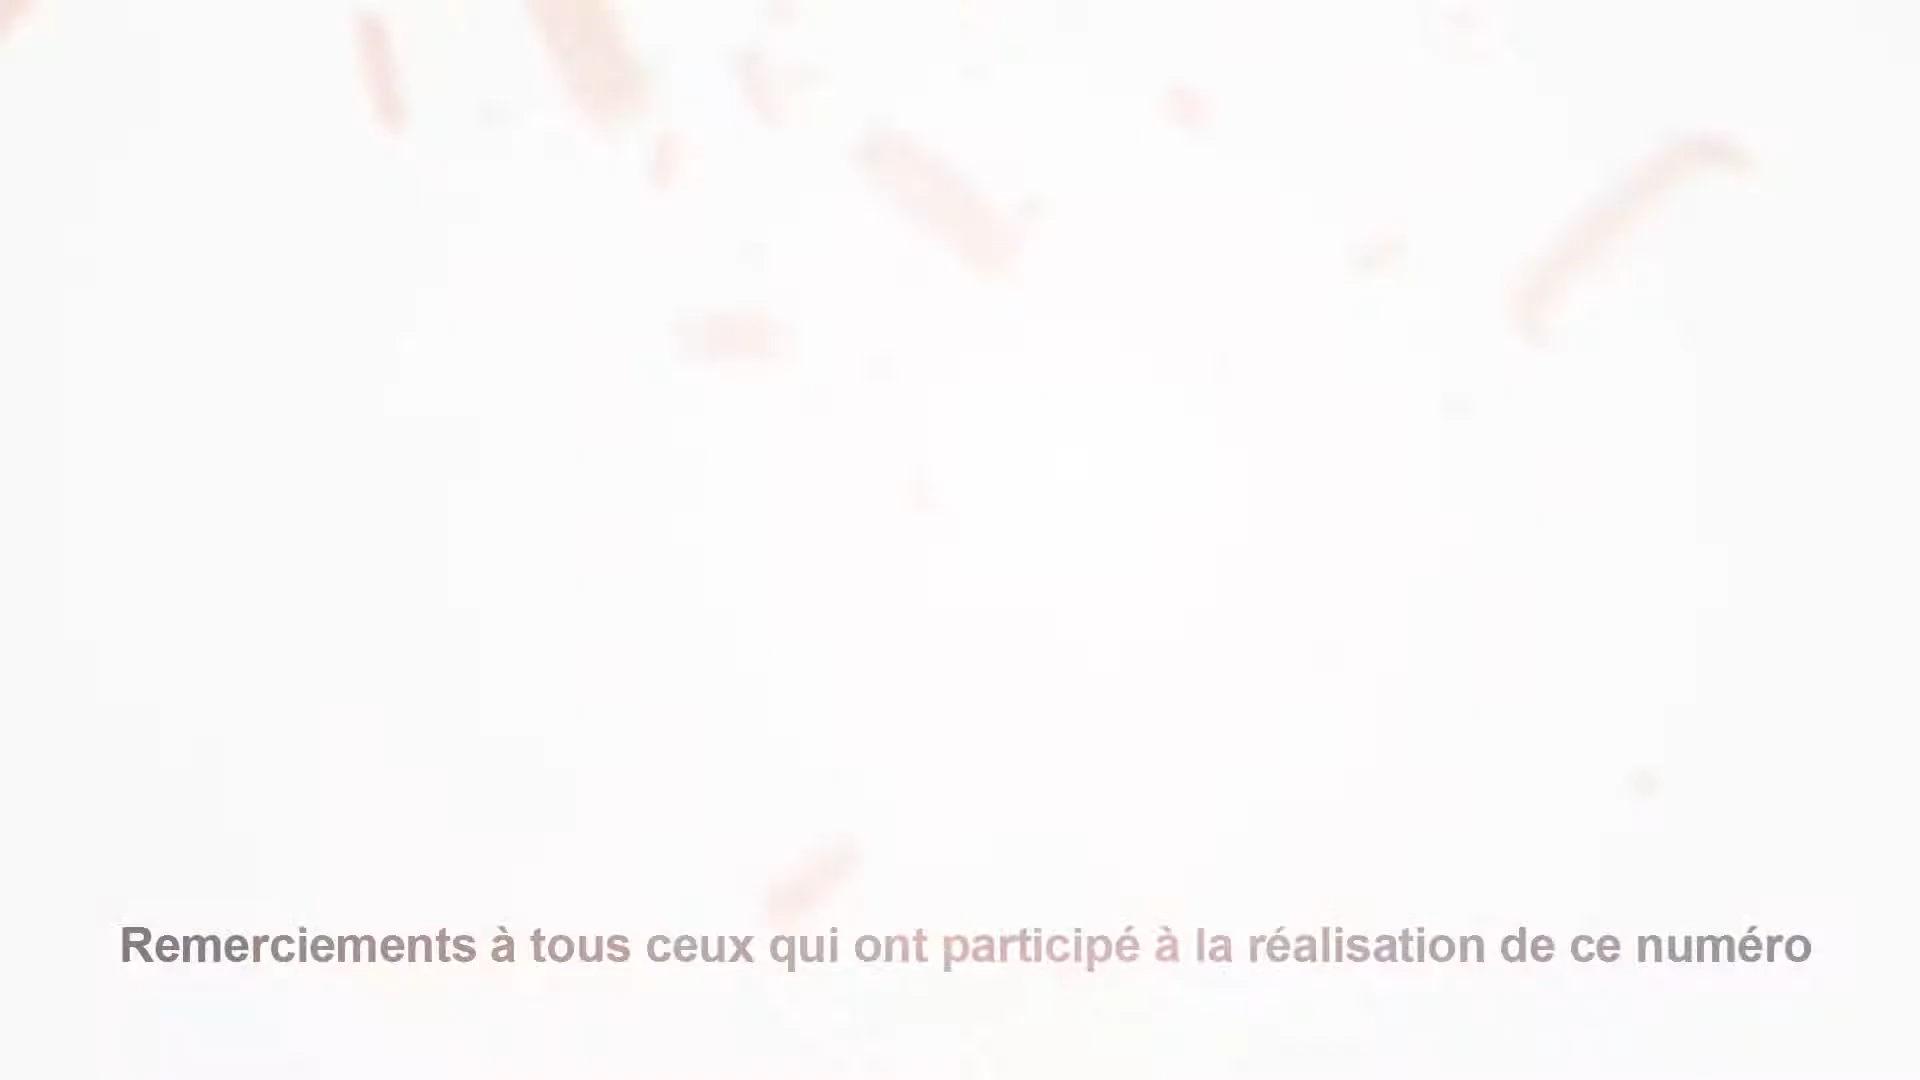 Remerciements à tous ceux qui ont participé à la réalisation de ce numéro